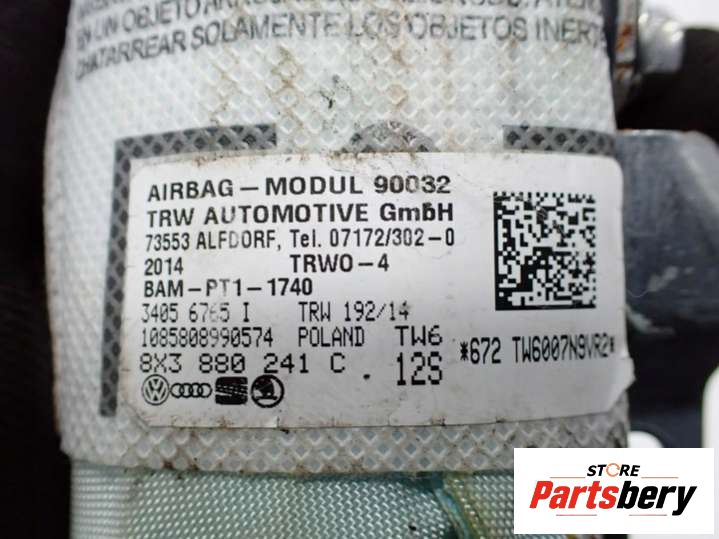 UN OBJETO
CHATARREAR SOLAMENTE LOS OBJETOS
AIRBAG – MODUL 90032
TRW AUTOMOTIVE GmbH
73553 ALFDORF, Tel. 07172/302-0
2014 TRWO-4
BAM-PT1-1740
3405 6765 I TRW 192/14
1085808990574 POLAND TW6
8X3 880 241 C . 12S
*672 TW6007N9VR2*
STORE
Partsbery